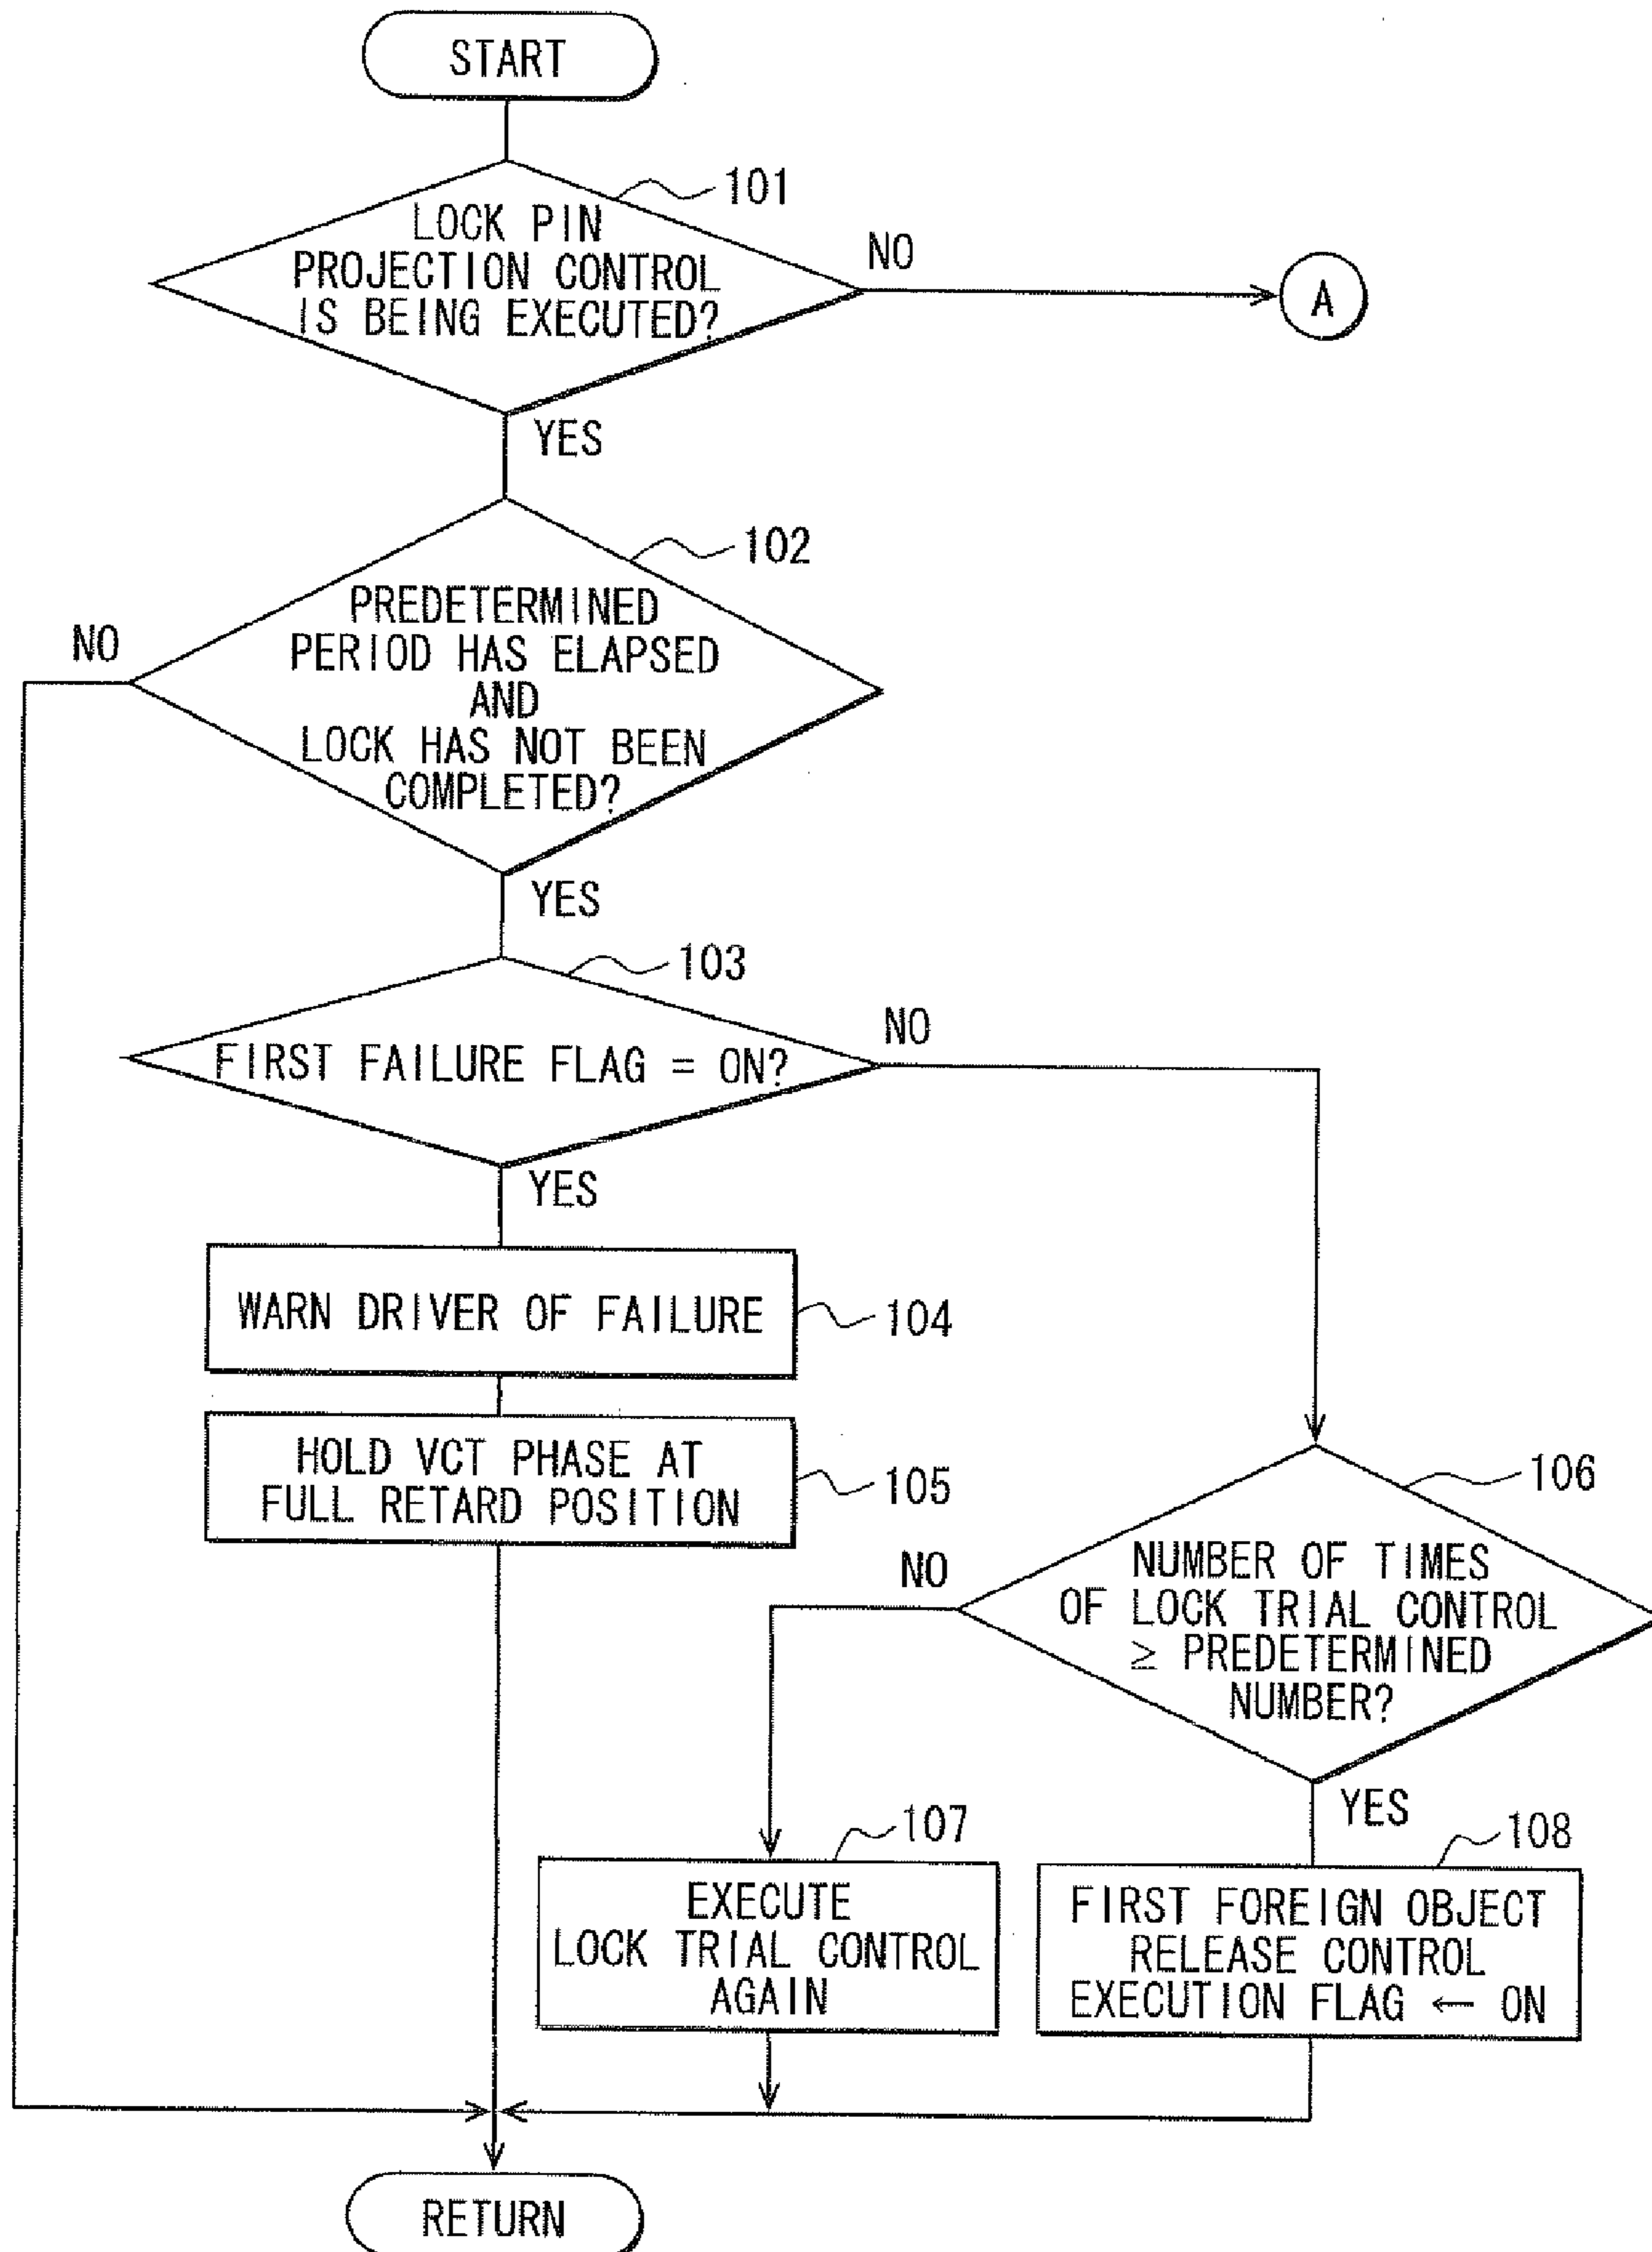 START
101
LOCK PIN
PROJECTION CONTROL
IS BEING EXECUTED?
NO
A
YES
102
PREDETERMINED
PERIOD HAS ELAPSED
AND
LOCK HAS NOT BEEN
COMPLETED?
NO
YES
103
FIRST FAILURE FLAG = ON?
NO
YES
WARN DRIVER OF FAILURE
104
HOLD VCT PHASE AT
FULL RETARD POSITION
105
106
NUMBER OF TIMES
OF LOCK TRIAL CONTROL
≥ PREDETERMINED
NUMBER?
NO
YES
107
EXECUTE
LOCK TRIAL CONTROL
AGAIN
108
FIRST FOREIGN OBJECT
RELEASE CONTROL
EXECUTION FLAG ← ON
RETURN